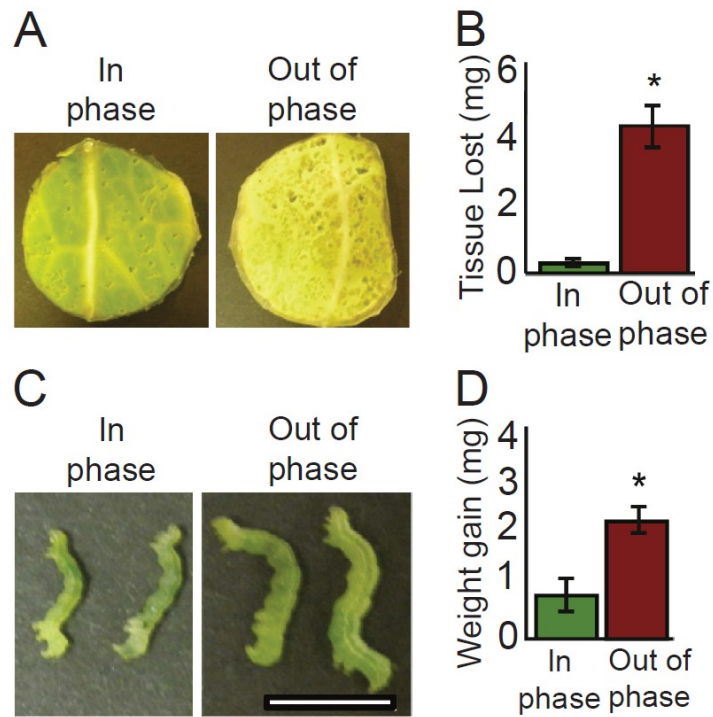 A
In
phase
Out of
phase
B
Tissue Lost (mg)
6
4
2
0
*
In
phase
Out of
phase
C
In
phase
Out of
phase
D
Weight gain (mg)
4
3
2
1
0
*
In
phase
Out of
phase